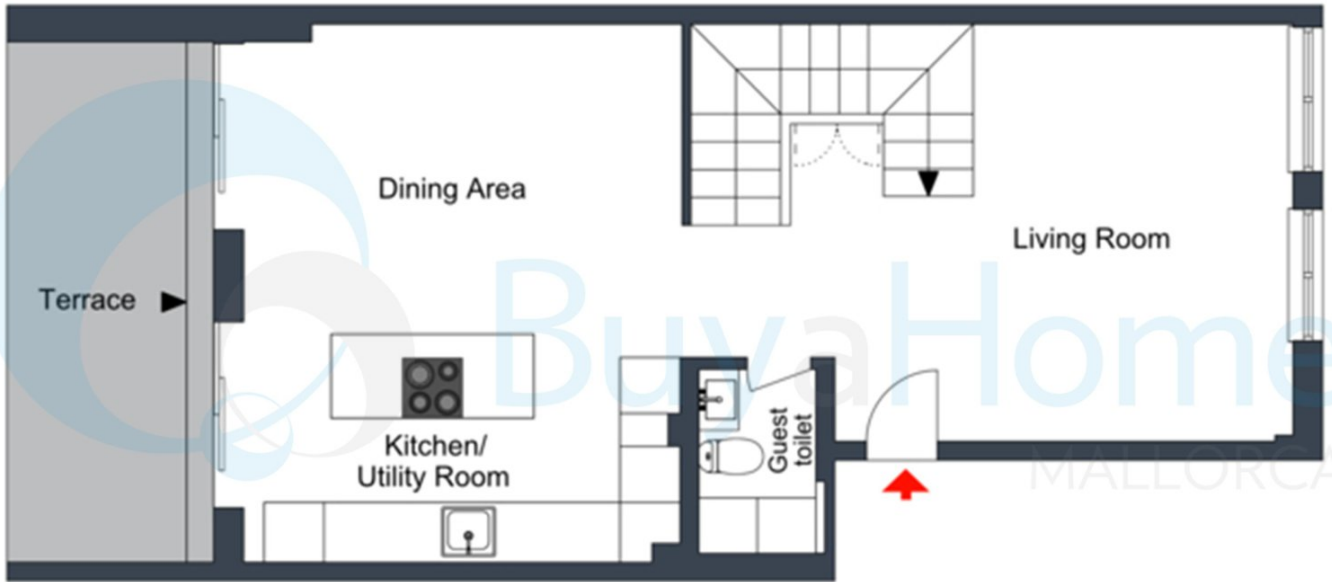 Dining Area
Living Room
Terrace
BuyaHome
MALLORCA
Kitchen/
Utility Room
Guest
toilet